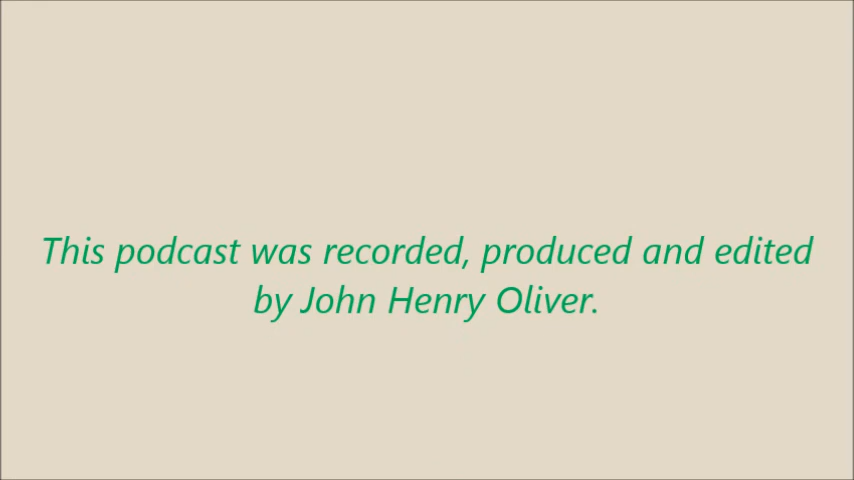 This podcast was recorded, produced and edited
by John Henry Oliver.